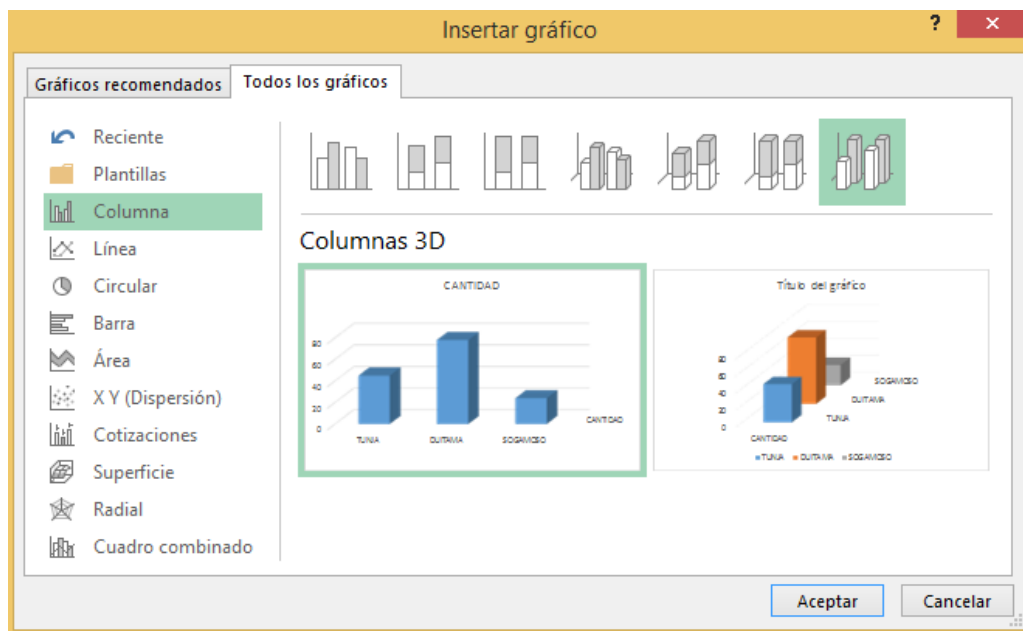 Insertar gráfico
?
Gráficos recomendados
Todos los gráficos
Reciente
Plantillas
Columna
Línea
Circular
Barra
Área
X Y (Dispersión)
Cotizaciones
Superficie
Radial
Cuadro combinado
Columnas 3D
CANTIDAD
80
60
40
20
0
TUNJA DUITAMA SOGAMOSO
CANTIDAD
Título del gráfico
80
60
40
20
0
SOGAMOSO
DUITAMA
TUNJA
CANTIDAD
TUNJA DUITAMA SOGAMOSO
Aceptar
Cancelar